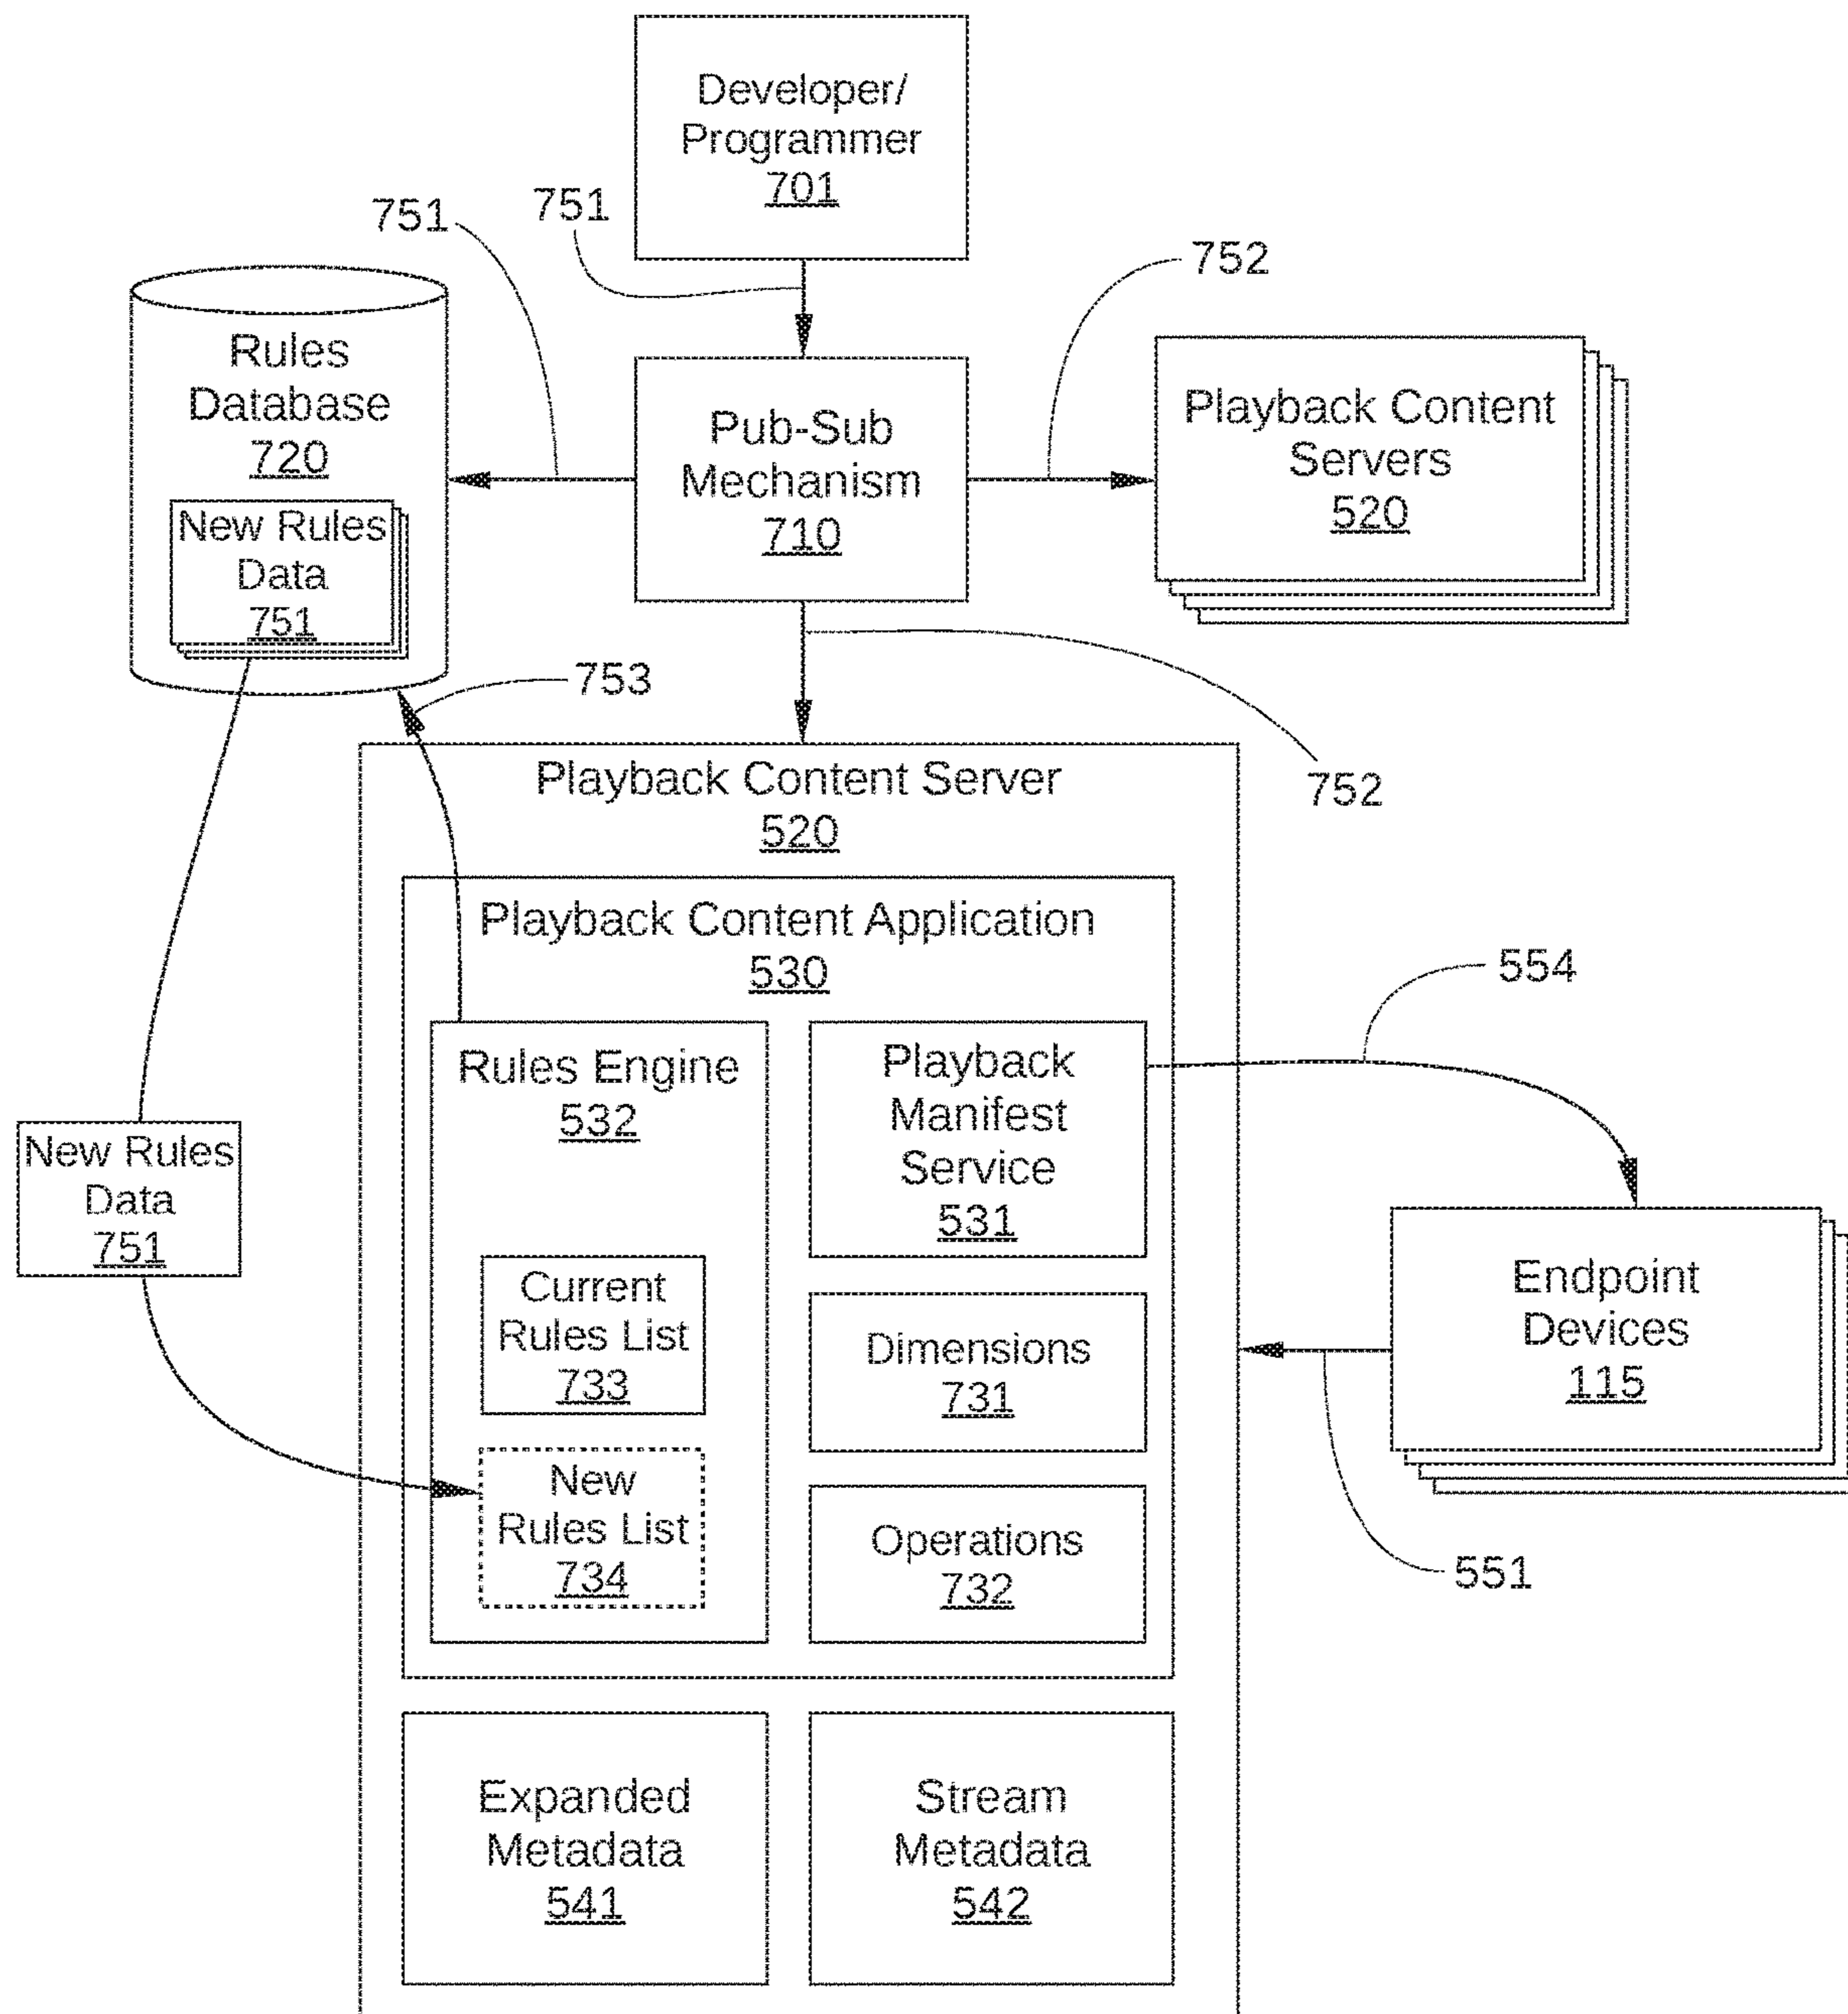 Developer/
Programmer
701
751
751
752
Rules
Database
720
New Rules
Data
751
Pub-Sub
Mechanism
710
Playback Content
Servers
520
753
752
Playback Content Server
520
Playback Content Application
530
554
Rules Engine
532
Playback
Manifest
Service
531
New Rules
Data
751
Current
Rules List
733
Dimensions
731
Endpoint
Devices
115
New
Rules List
734
Operations
732
551
Expanded
Metadata
541
Stream
Metadata
542